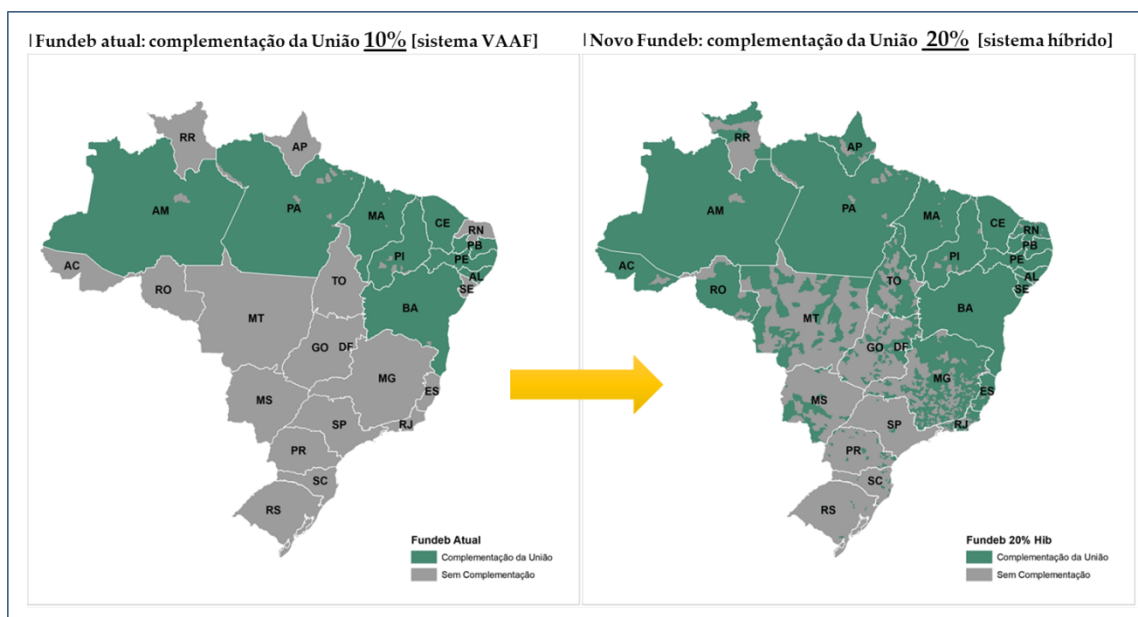 | Fundeb atual: complementação da União 10% [sistema VAAF]
| Novo Fundeb: complementação da União 20% [sistema híbrido]
RR
AP
AM
PA
MA
CE
RN
PB
PE
AL
SE
PI
AC
RO
TO
BA
MT
GO
DF
MG
ES
MS
SP
RJ
PR
SC
RS
Fundeb Atual
Complementação da União
Sem Complementação
RR
AP
AM
PA
MA
CE
RN
PB
PE
AL
SE
PI
AC
RO
TO
BA
MT
GO
DF
MG
ES
MS
SP
RJ
PR
SC
RS
Fundeb 20% Hib
Complementação da União
Sem Complementação